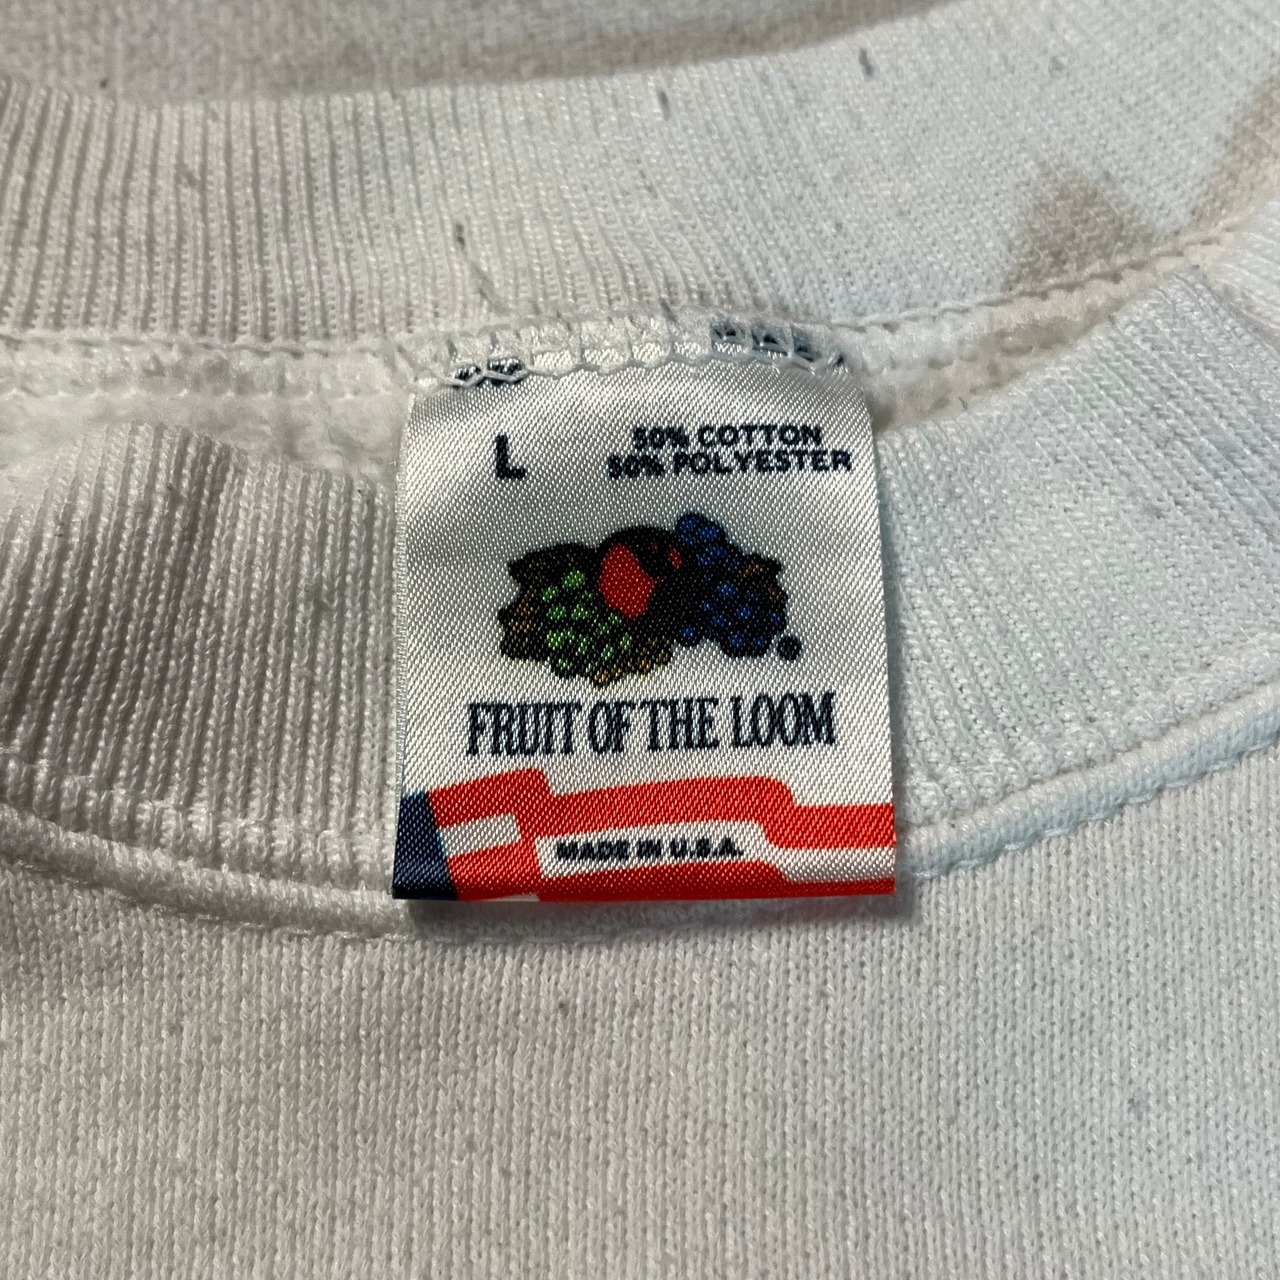 L
50% COTTON
50% POLYESTER
FRUIT OF THE LOOM
MADE IN U.S.A.